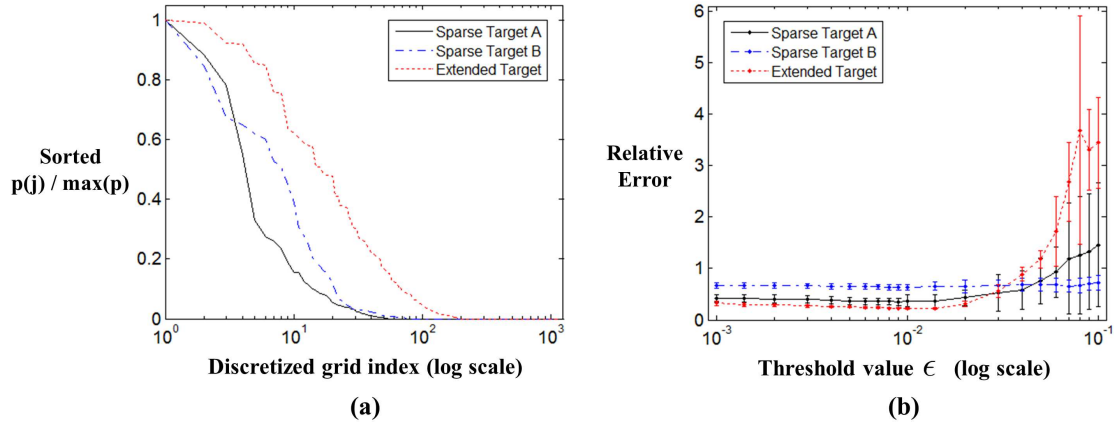 1
0.8
0.6
0.4
0.2
0
10^0
10^1
10^2
10^3
Sparse Target A
Sparse Target B
Extended Target
Sorted
p(j) / max(p)
Discretized grid index (log scale)
(a)
6
5
4
3
2
1
0
10^-3
10^-2
10^-1
Sparse Target A
Sparse Target B
Extended Target
Relative
Error
Threshold value ϵ (log scale)
(b)